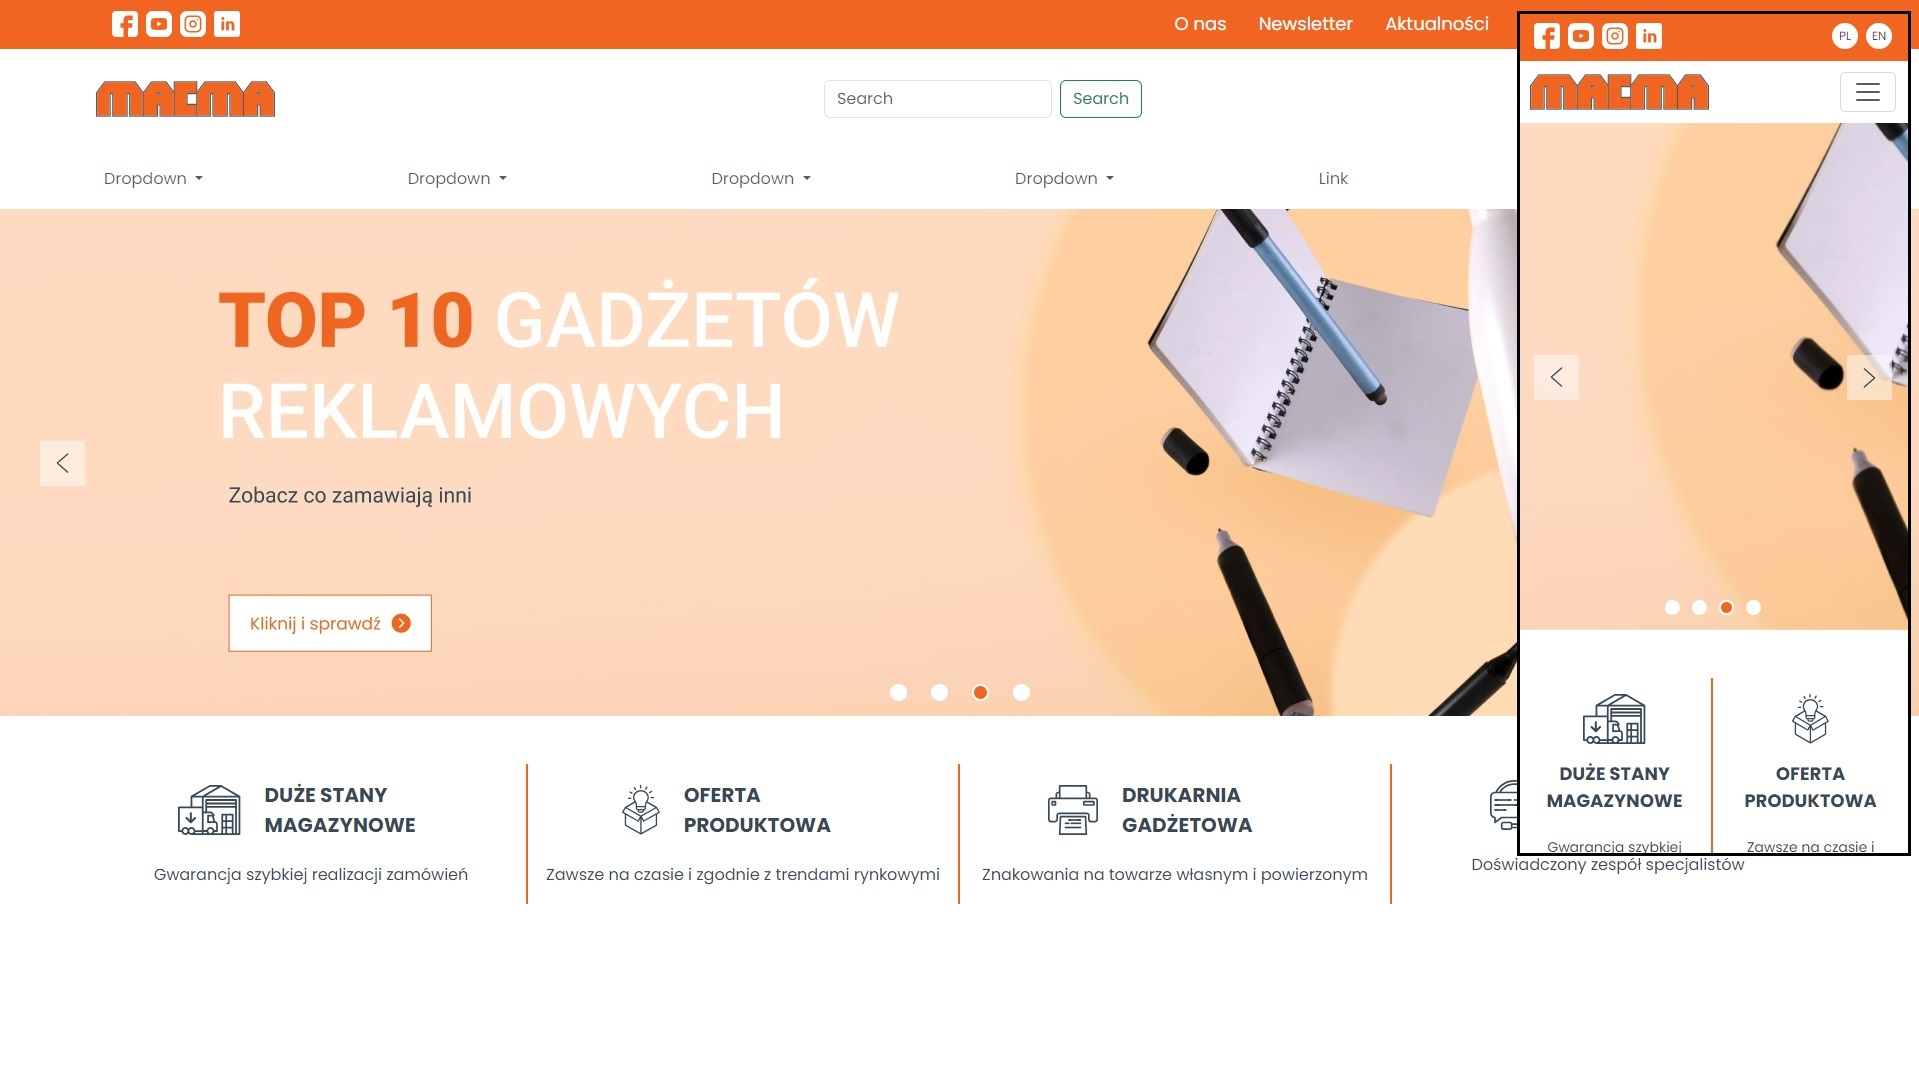 O nas Newsletter Aktualności
MACMA
Search Search
Dropdown Dropdown Dropdown Dropdown Link
TOP 10 GADŻETÓW
REKLAMOWYCH
Zobacz co zamawiają inni
Kliknij i sprawdź
DUŻE STANY
MAGAZYNOWE
Gwarancja szybkiej realizacji zamówień
OFERTA
PRODUKTOWA
Zawsze na czasie i zgodnie z trendami rynkowymi
DRUKARNIA
GADŻETOWA
Znakowania na towarze własnym i powierzonym
Doświadczony zespół specjalistów
PL EN
MACMA
DUŻE STANY
MAGAZYNOWE
Gwarancja szybkiej
OFERTA
PRODUKTOWA
Zawsze na czasie i